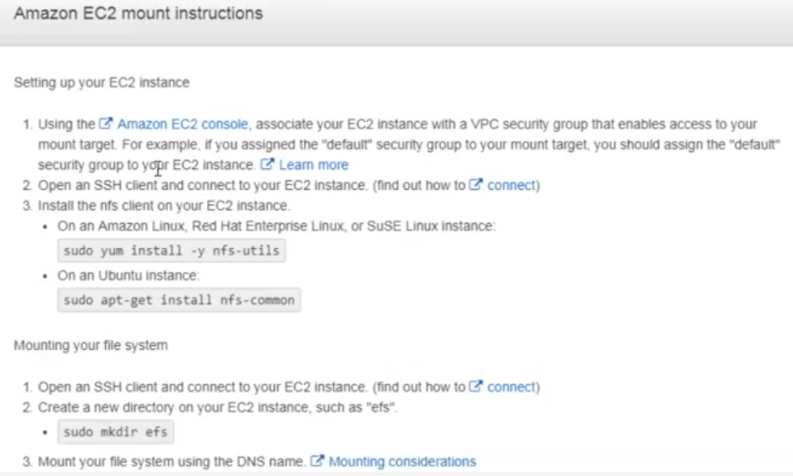 Amazon EC2 mount instructions
Setting up your EC2 instance
1. Using the Amazon EC2 console, associate your EC2 instance with a VPC security group that enables access to your
mount target. For example, if you assigned the "default" security group to your mount target, you should assign the "default"
security group to your EC2 instance. Learn more
2. Open an SSH client and connect to your EC2 instance. (find out how to connect)
3. Install the nfs client on your EC2 instance.
• On an Amazon Linux, Red Hat Enterprise Linux, or SuSE Linux instance:
sudo yum install -y nfs-utils
• On an Ubuntu instance:
sudo apt-get install nfs-common
Mounting your file system
1. Open an SSH client and connect to your EC2 instance. (find out how to connect)
2. Create a new directory on your EC2 instance, such as "efs".
• sudo mkdir efs
3. Mount your file system using the DNS name. Mounting considerations